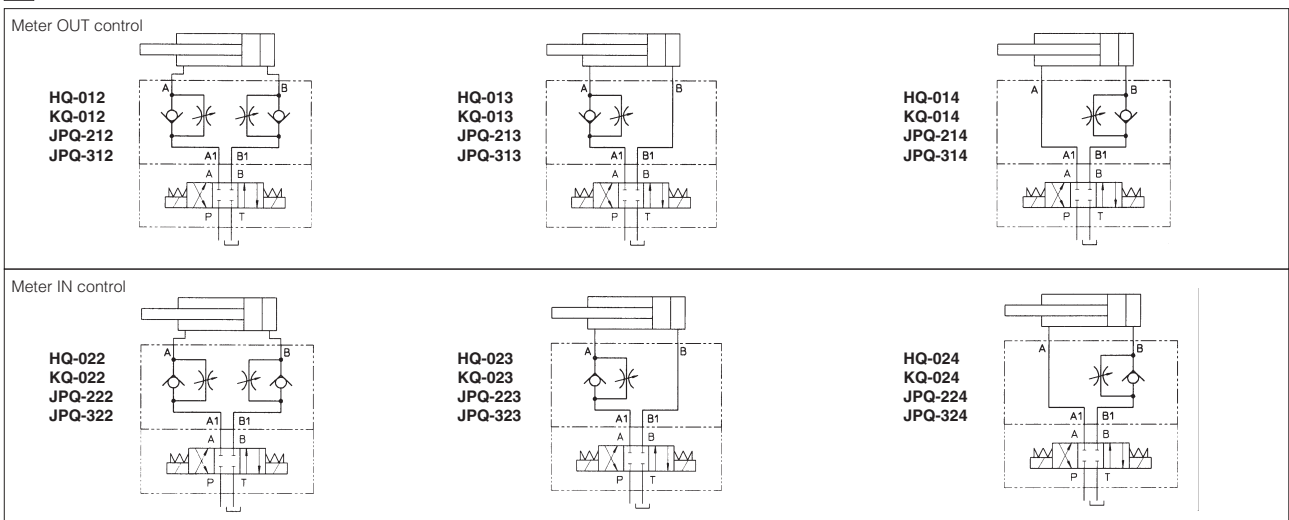 Meter OUT control
HQ-012
KQ-012
JPQ-212
JPQ-312
A B
A1 B1
A B
P T
HQ-013
KQ-013
JPQ-213
JPQ-313
A B
A1 B1
A B
P T
HQ-014
KQ-014
JPQ-214
JPQ-314
A B
A1 B1
A B
P T
Meter IN control
HQ-022
KQ-022
JPQ-222
JPQ-322
A B
A1 B1
A B
P T
HQ-023
KQ-023
JPQ-223
JPQ-323
A B
A1 B1
A B
P T
HQ-024
KQ-024
JPQ-224
JPQ-324
A B
A1 B1
A B
P T